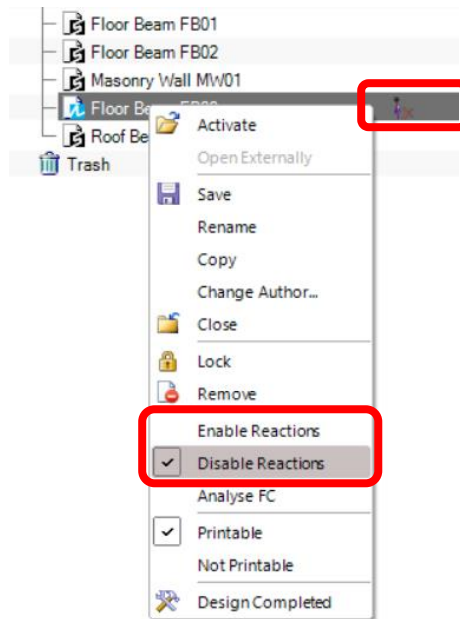 Floor Beam FB01
Floor Beam FB02
Masonry Wall MW01
Floor
Roof Be
Trash
Activate
Open Externally
Save
Rename
Copy
Change Author...
Close
Lock
Remove
Enable Reactions
Disable Reactions
Analyse FC
Printable
Not Printable
Design Completed